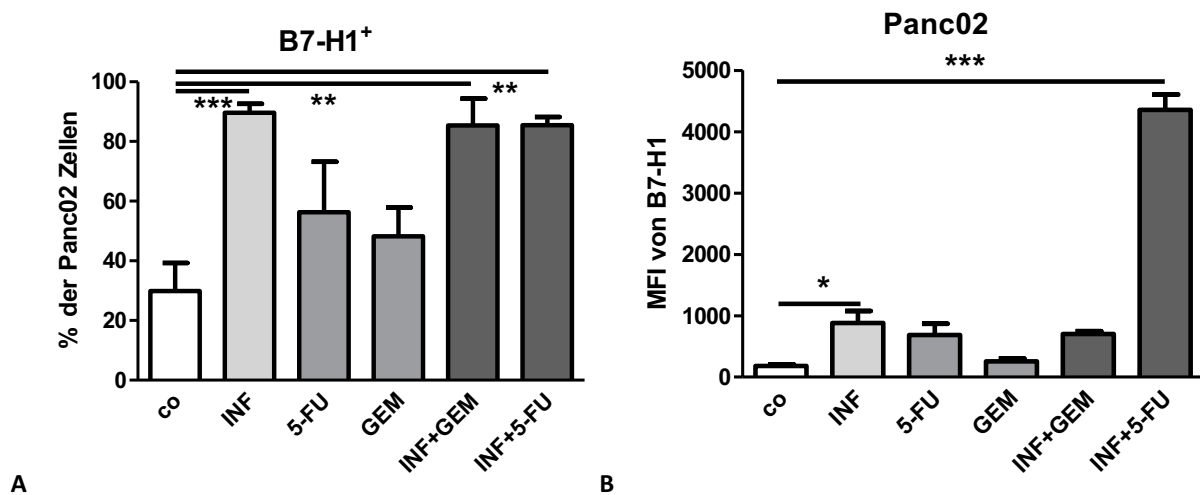 B7-H1+
% der Panc02 Zellen
100
80
60
40
20
0
***
**
**
co
INF
5-FU
GEM
INF+GEM
INF+5-FU
A
Panc02
MFI von B7-H1
5000
4000
3000
2000
1000
0
*
***
co
INF
5-FU
GEM
INF+GEM
INF+5-FU
B